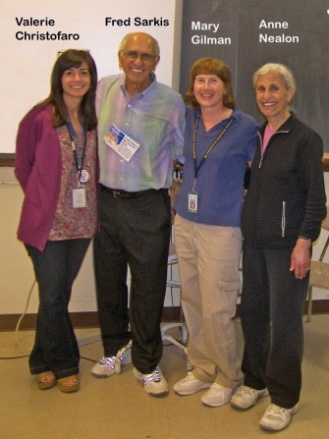 Valerie Christofaro
Fred Sarkis
Mary Gilman
Anne Nealon